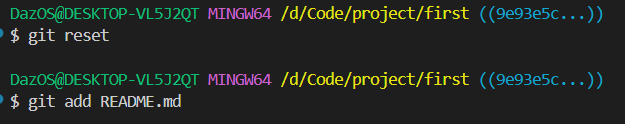 DazOS@DESKTOP-VL5J2QT MINGW64 /d/Code/project/first ((9e93e5c...))
$ git reset
DazOS@DESKTOP-VL5J2QT MINGW64 /d/Code/project/first ((9e93e5c...))
$ git add README.md